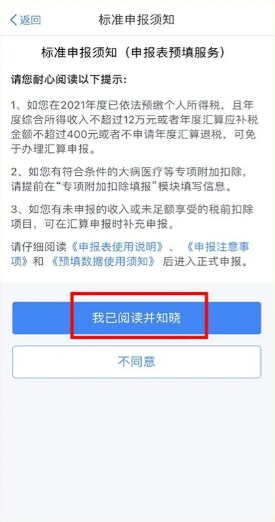 返回
标准申报须知
标准申报须知（申报表预填服务）
请您耐心阅读以下提示：
1、如您在2021年度已依法预缴个人所得税，且年
度综合所得收入不超过12万元或者年度汇算应补税
金额不超过400元或者不申请年度汇算退税，可免
于办理汇算申报。
2、如您有符合条件的大病医疗等专项附加扣除，
请提前在“专项附加扣除填报”模块填写信息。
3、如您有未申报的收入或未足额享受的税前扣除
项目，可在汇算申报时补充申报。
请仔细阅读《申报表使用说明》、《申报注意事
项》和《预填数据使用须知》后进入正式申报。
我已阅读并知晓
不同意